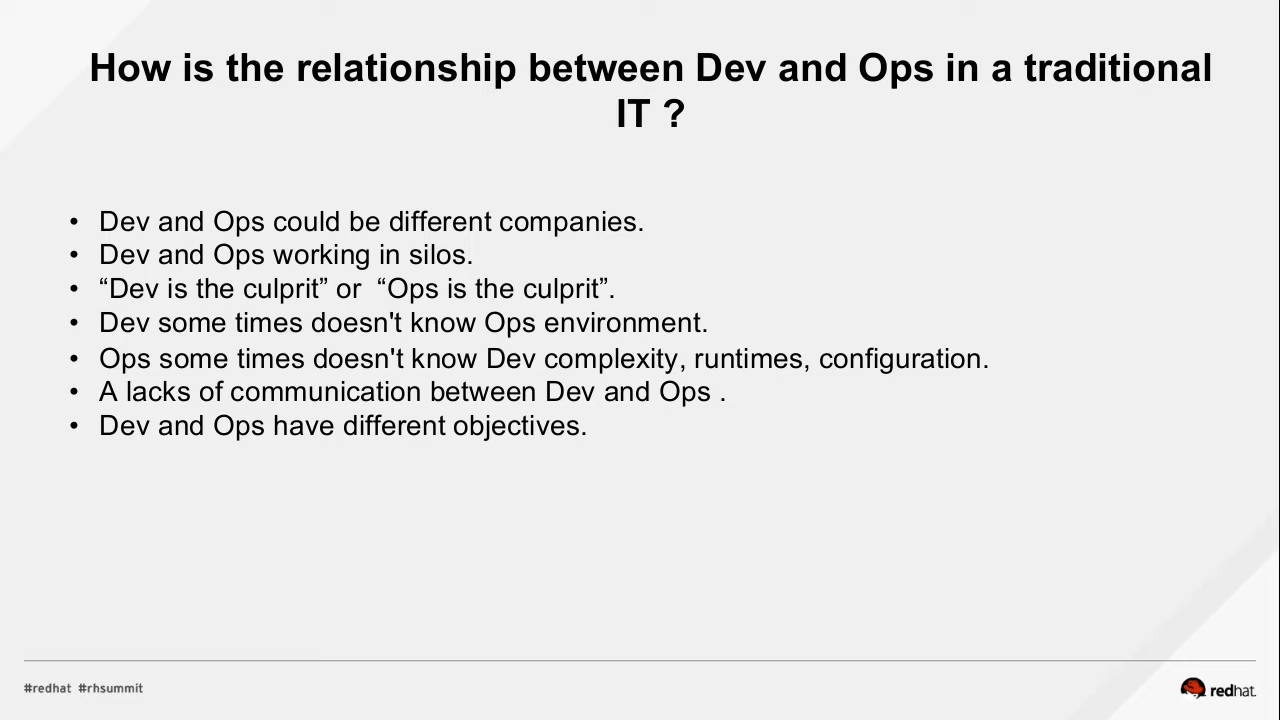 How is the relationship between Dev and Ops in a traditional
IT ?
• Dev and Ops could be different companies.
• Dev and Ops working in silos.
• “Dev is the culprit” or  “Ops is the culprit”.
• Dev some times doesn't know Ops environment.
• Ops some times doesn't know Dev complexity, runtimes, configuration.
• A lacks of communication between Dev and Ops .
• Dev and Ops have different objectives.
#redhat #rhsummit
redhat.